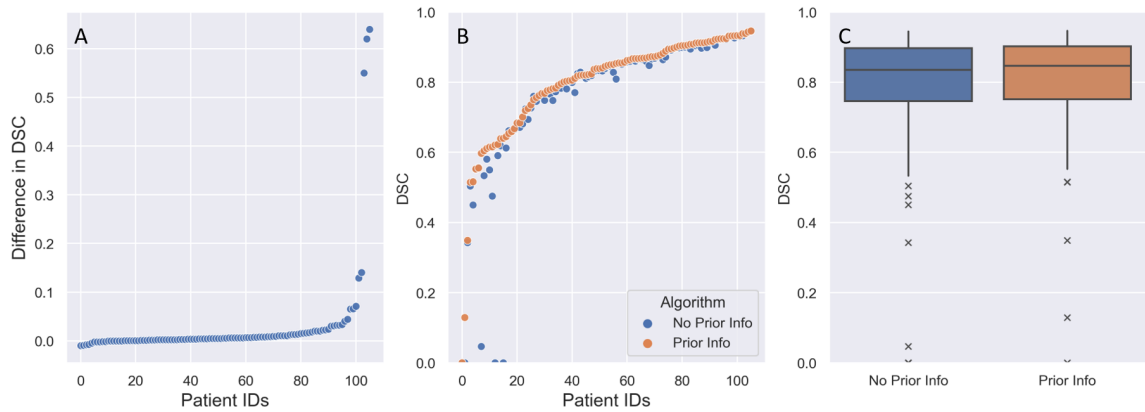 A
Difference in DSC
0.6
0.5
0.4
0.3
0.2
0.1
0.0
0 20 40 60 80 100
Patient IDs
B
DSC
1.0
0.8
0.6
0.4
0.2
0.0
Algorithm
No Prior Info
Prior Info
0 20 40 60 80 100
Patient IDs
C
DSC
1.0
0.8
0.6
0.4
0.2
0.0
No Prior Info Prior Info